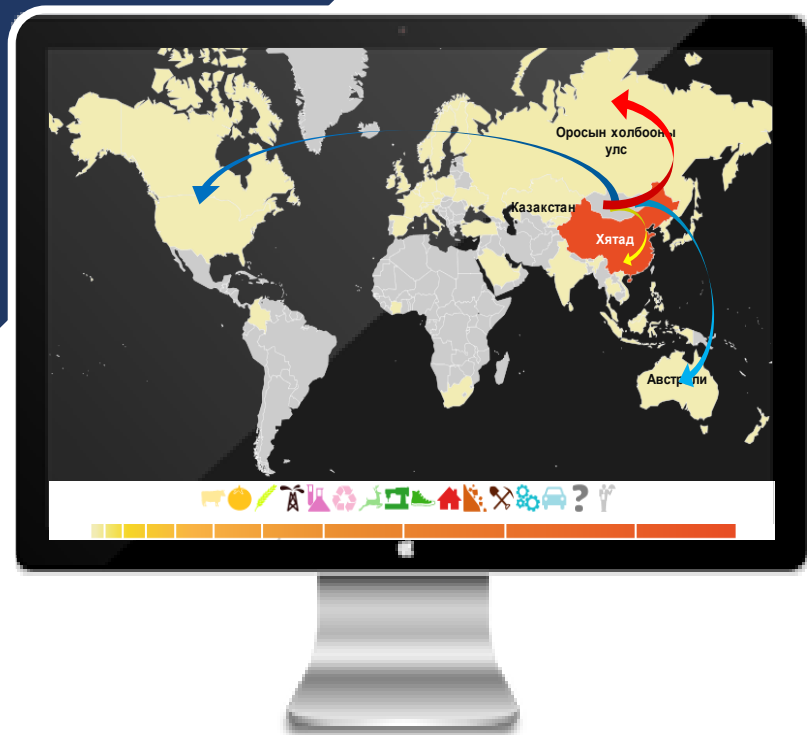 Оросын холбооны
улс
Казакстан
Хятад
Австрали
?